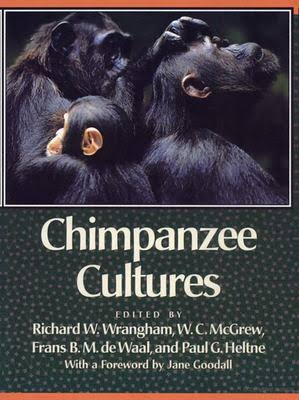 Chimpanzee
Cultures
EDITED BY
Richard W. Wrangham, W. C. McGrew,
Frans B. M. de Waal, and Paul G. Heltne
With a Foreword by Jane Goodall